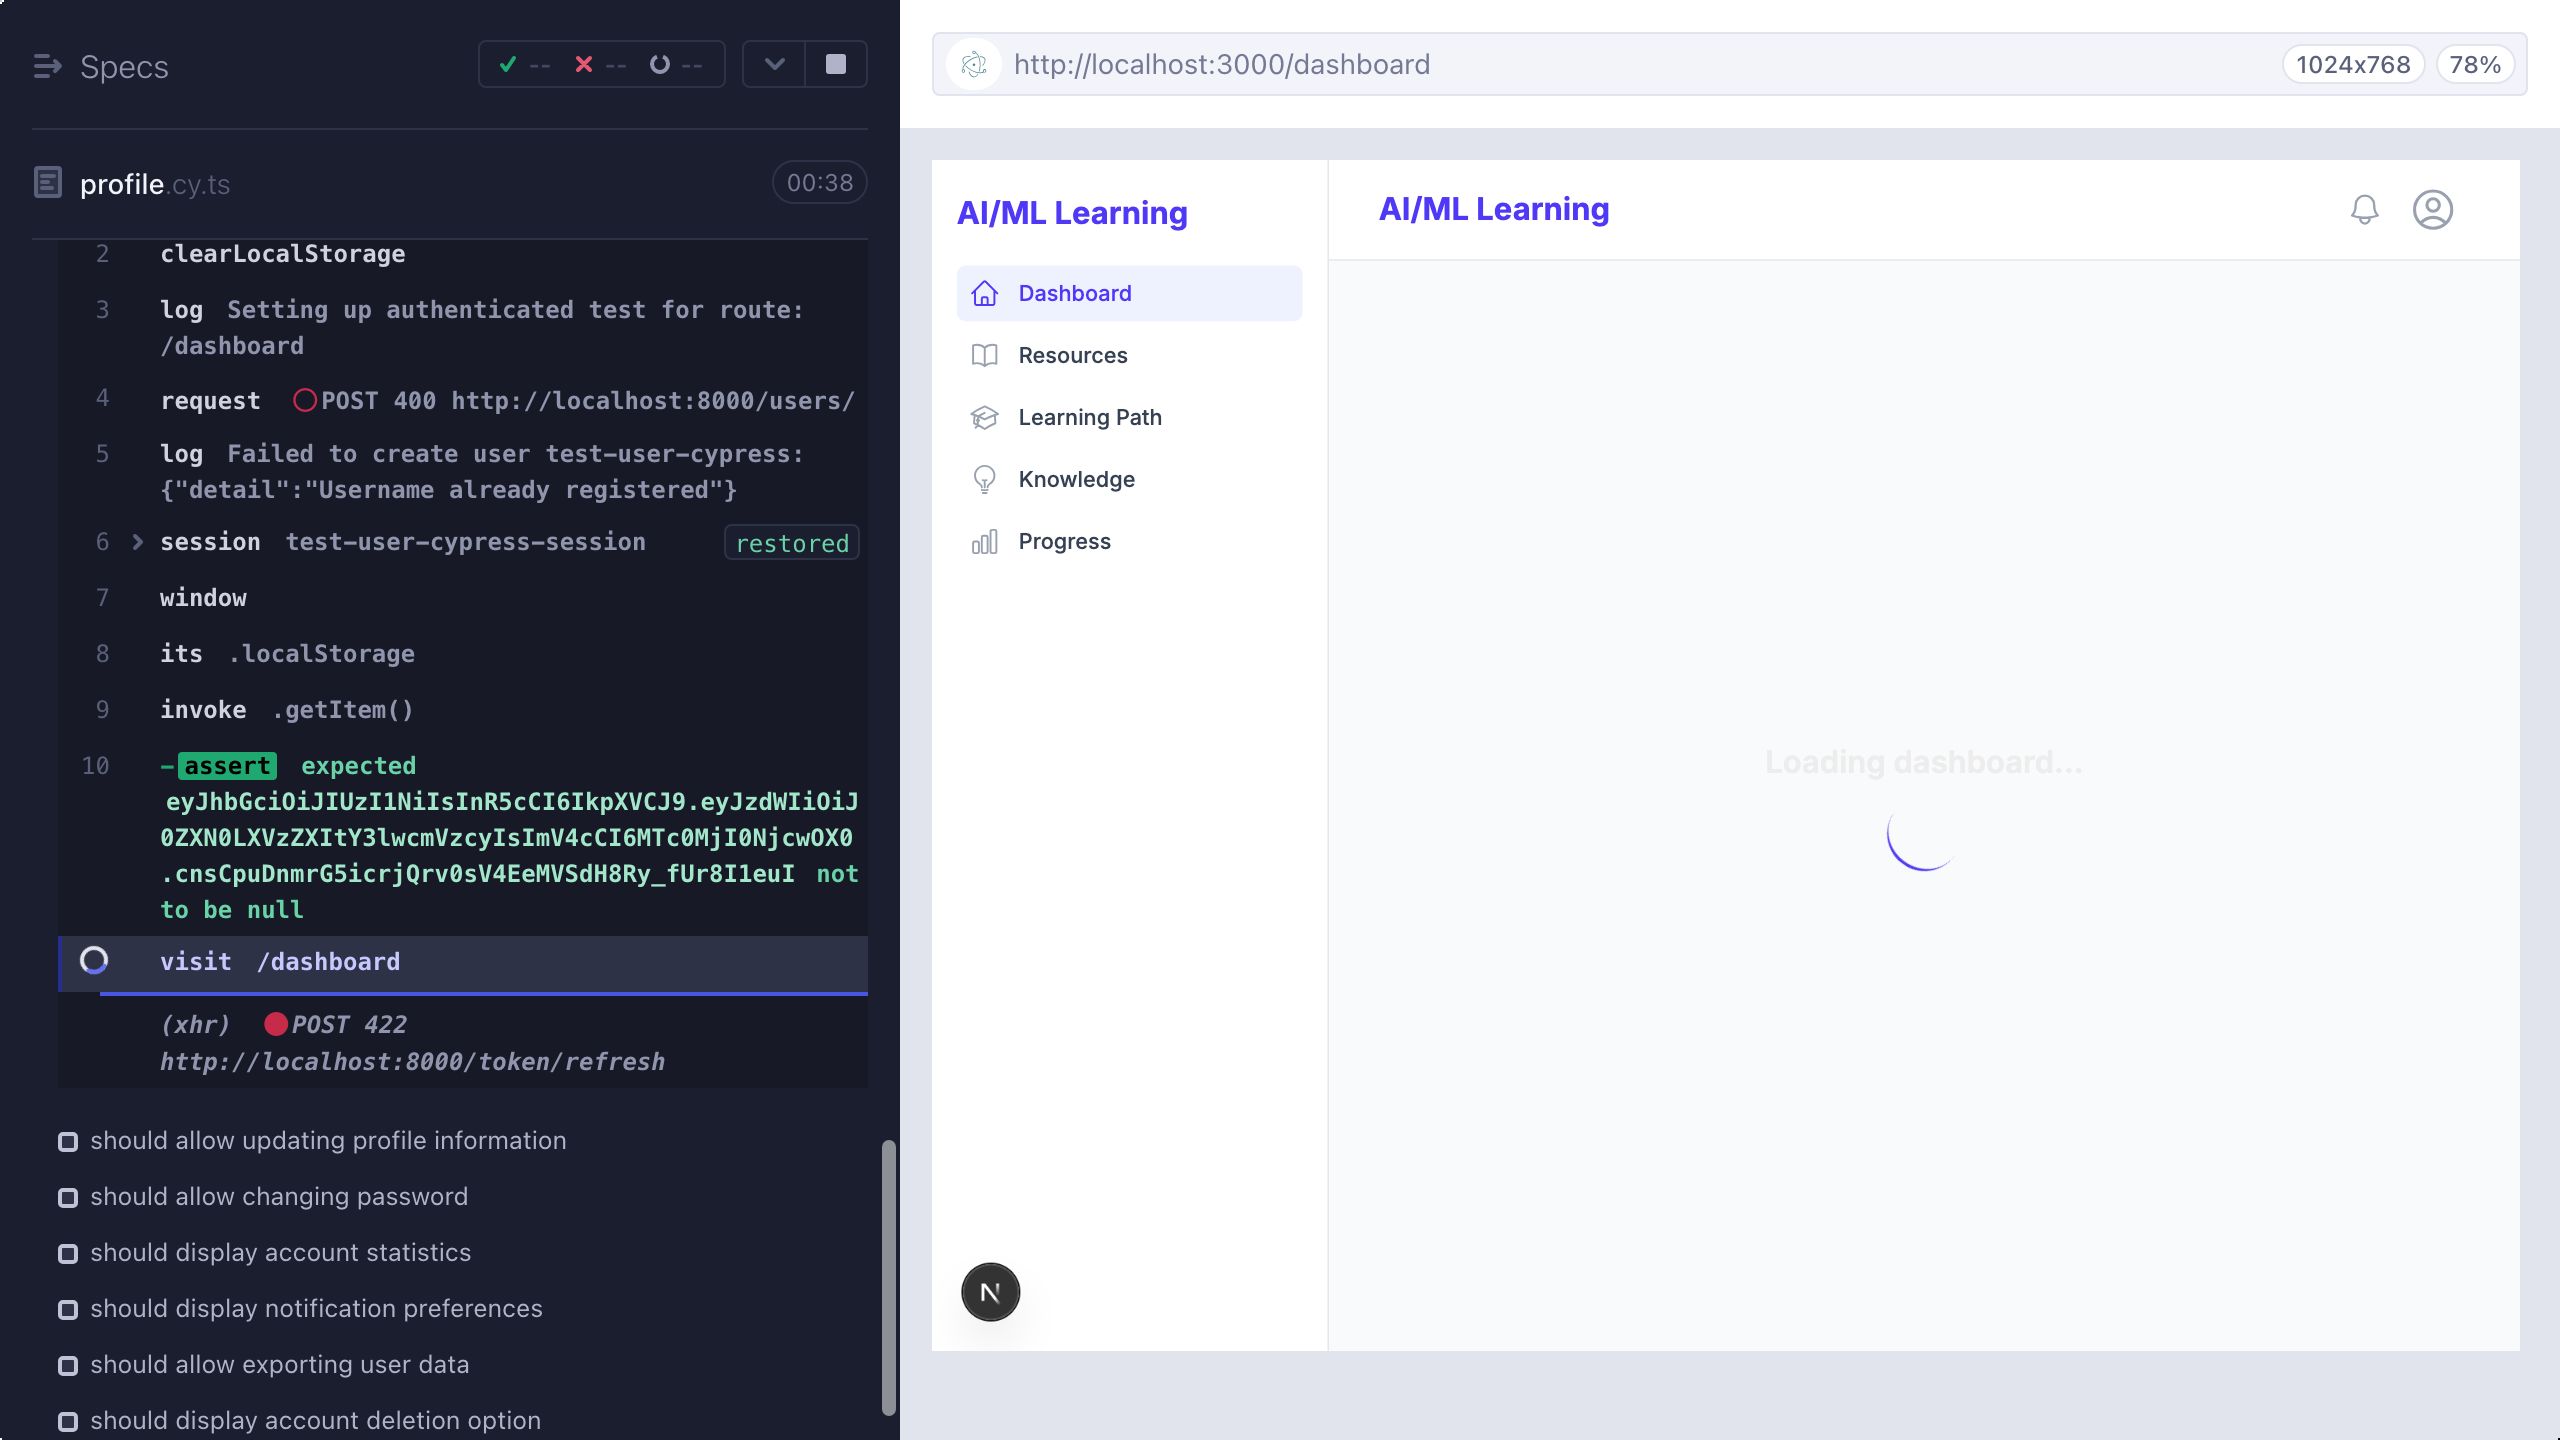 Specs
-- -- --
profile.cy.ts
00:38
2 clearLocalStorage
3 log Setting up authenticated test for route:
/dashboard
4 request POST 400 http://localhost:8000/users/
5 log Failed to create user test-user-cypress:
{"detail":"Username already registered"}
6 session test-user-cypress-session restored
7 window
8 its .localStorage
9 invoke .getItem()
10 -assert expected
eyJhbGciOiJIUzI1NiIsInR5cCI6IkpXVCJ9.eyJzdWIiOiJ
0ZXN0LXVzZXItY3lwcmVzcyIsImV4cCI6MTc0MjI0NjcwOX0
.cnsCpuDnmrG5icrjQrv0sV4EeMVSdH8Ry_fUr8I1euI not
to be null
visit /dashboard
(xhr) POST 422
http://localhost:8000/token/refresh
should allow updating profile information
should allow changing password
should display account statistics
should display notification preferences
should allow exporting user data
should display account deletion option
http://localhost:3000/dashboard
1024x768
78%
AI/ML Learning
Dashboard
Resources
Learning Path
Knowledge
Progress
N
AI/ML Learning
Loading dashboard...